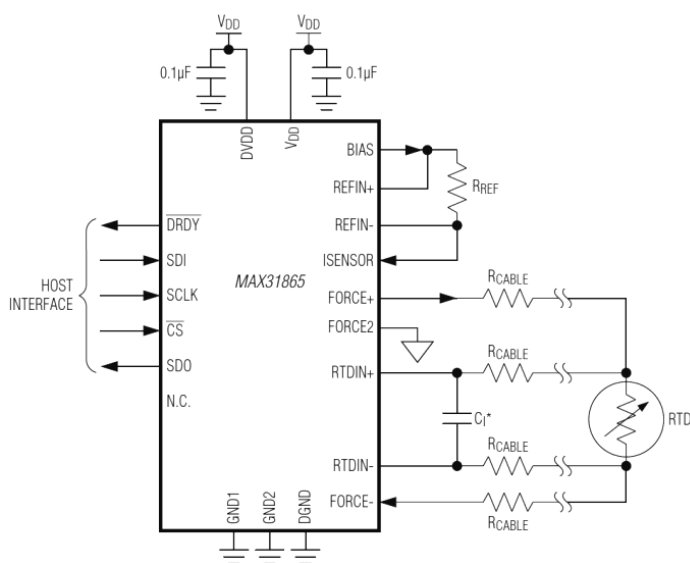 VDD
VDD
0.1µF
0.1µF
DVDD
VDD
BIAS
REFIN+
RREF
DRDY
REFIN-
SDI
ISENSOR
MAX31865
HOST
INTERFACE
SCLK
FORCE+
RCABLE
CS
FORCE2
SDO
RTDIN+
RCABLE
N.C.
CI*
RTD
RTDIN-
RCABLE
FORCE-
RCABLE
GND1
GND2
DGND